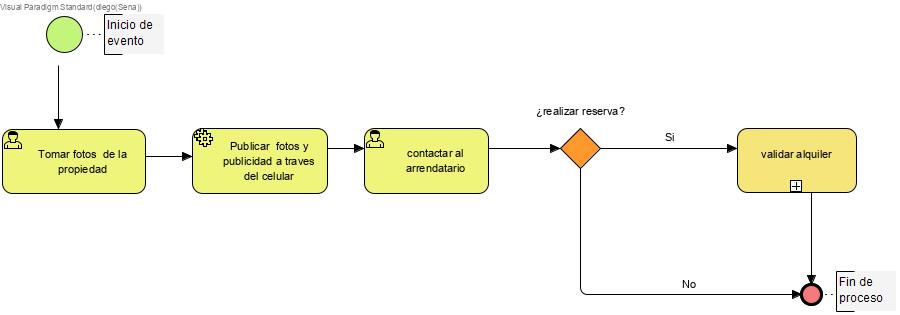 Visual Paradigm Standard(diego(Sena))
Inicio de
evento
Tomar fotos de la
propiedad
Publicar fotos y
publicidad a traves
del celular
contactar al
arrendatario
¿realizar reserva?
Si
validar alquiler
No
Fin de
proceso